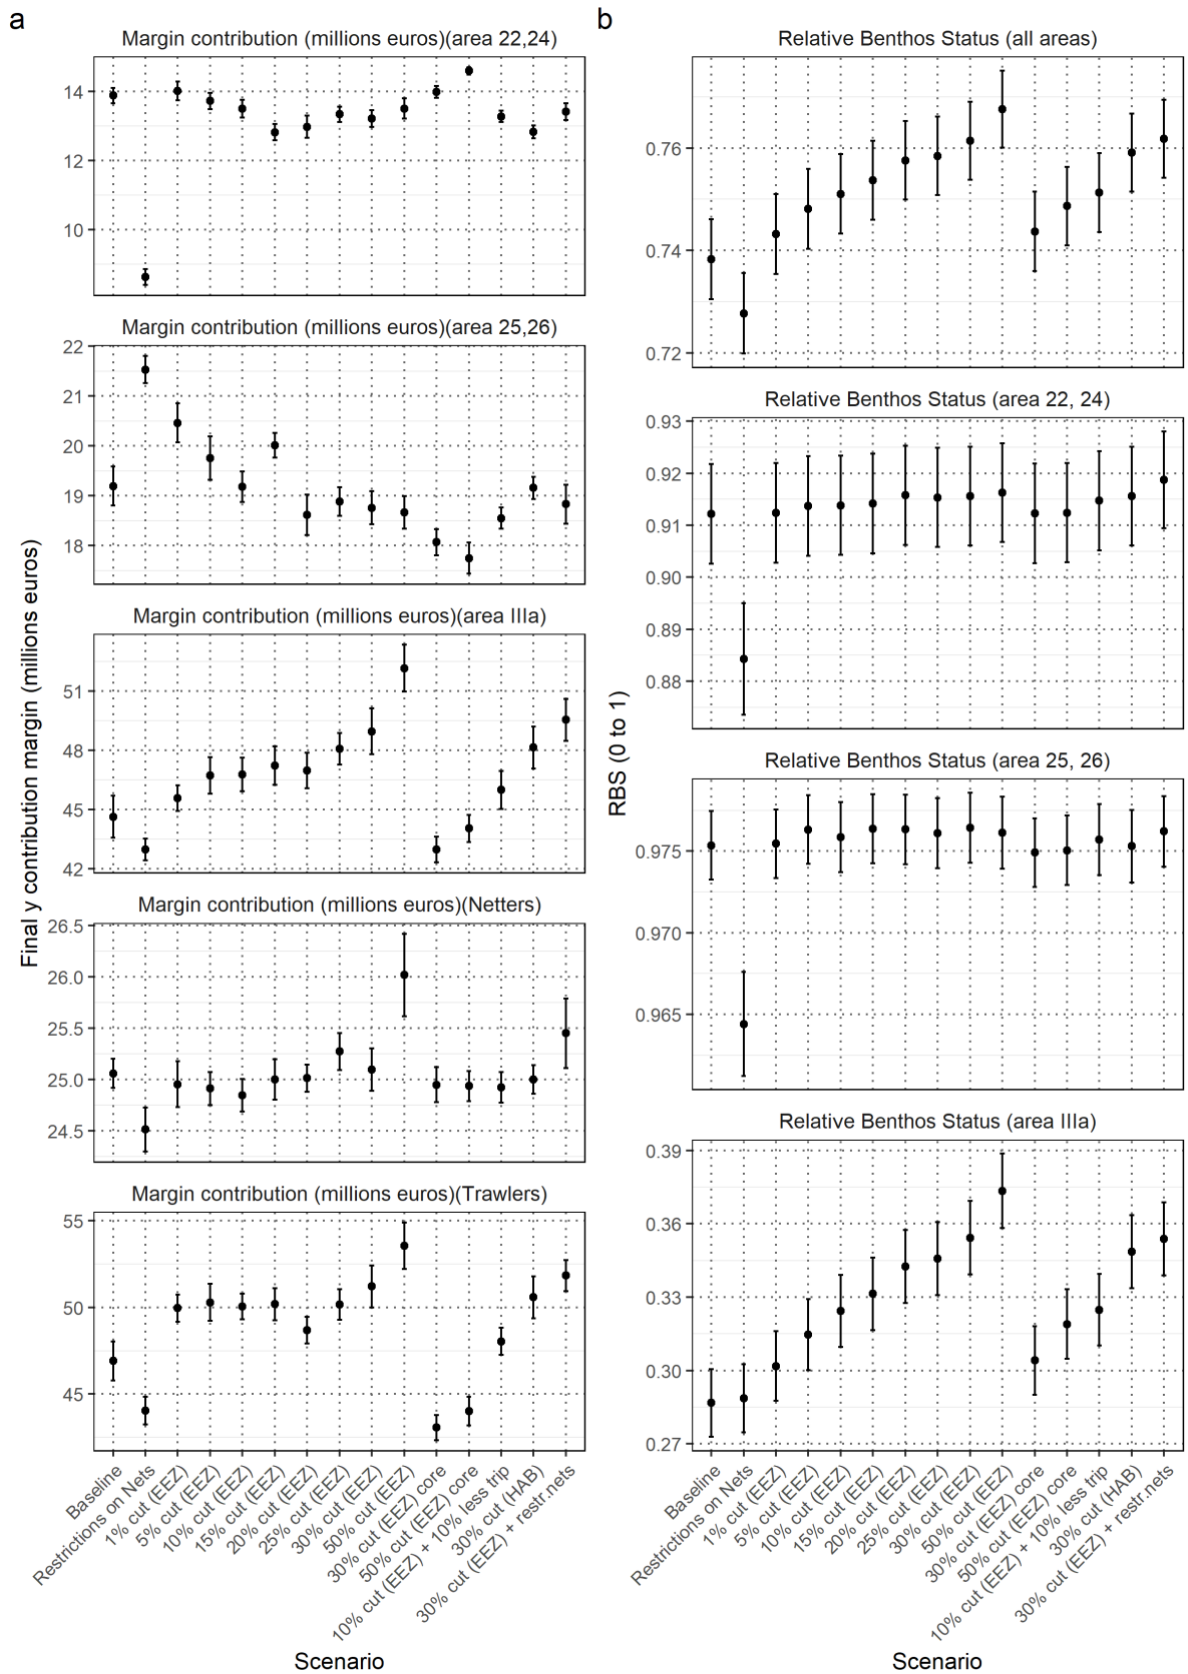 a
Margin contribution (millions euros)(area 22,24)
14
12
10
Margin contribution (millions euros)(area 25,26)
22
21
20
19
18
Margin contribution (millions euros)(area IIIa)
51
48
45
42
Margin contribution (millions euros)(Netters)
26.5
26.0
25.5
25.0
24.5
Margin contribution (millions euros)(Trawlers)
55
50
45
Final y contribution margin (millions euros)
Baseline
Restrictions on Nets
1% cut (EEZ)
5% cut (EEZ)
10% cut (EEZ)
15% cut (EEZ)
20% cut (EEZ)
25% cut (EEZ)
30% cut (EEZ)
50% cut (EEZ)
30% cut (EEZ) core
50% cut (EEZ) core
10% cut (EEZ) + 10% less trip
30% cut (HAB)
30% cut (EEZ) + restr.nets
Scenario
b
Relative Benthos Status (all areas)
0.76
0.74
0.72
Relative Benthos Status (area 22, 24)
0.93
0.92
0.91
0.90
0.89
0.88
Relative Benthos Status (area 25, 26)
0.975
0.970
0.965
Relative Benthos Status (area IIIa)
0.39
0.36
0.33
0.30
0.27
RBS (0 to 1)
Baseline
Restrictions on Nets
1% cut (EEZ)
5% cut (EEZ)
10% cut (EEZ)
15% cut (EEZ)
20% cut (EEZ)
25% cut (EEZ)
30% cut (EEZ)
50% cut (EEZ)
30% cut (EEZ) core
50% cut (EEZ) core
10% cut (EEZ) + 10% less trip
30% cut (HAB)
30% cut (EEZ) + restr.nets
Scenario